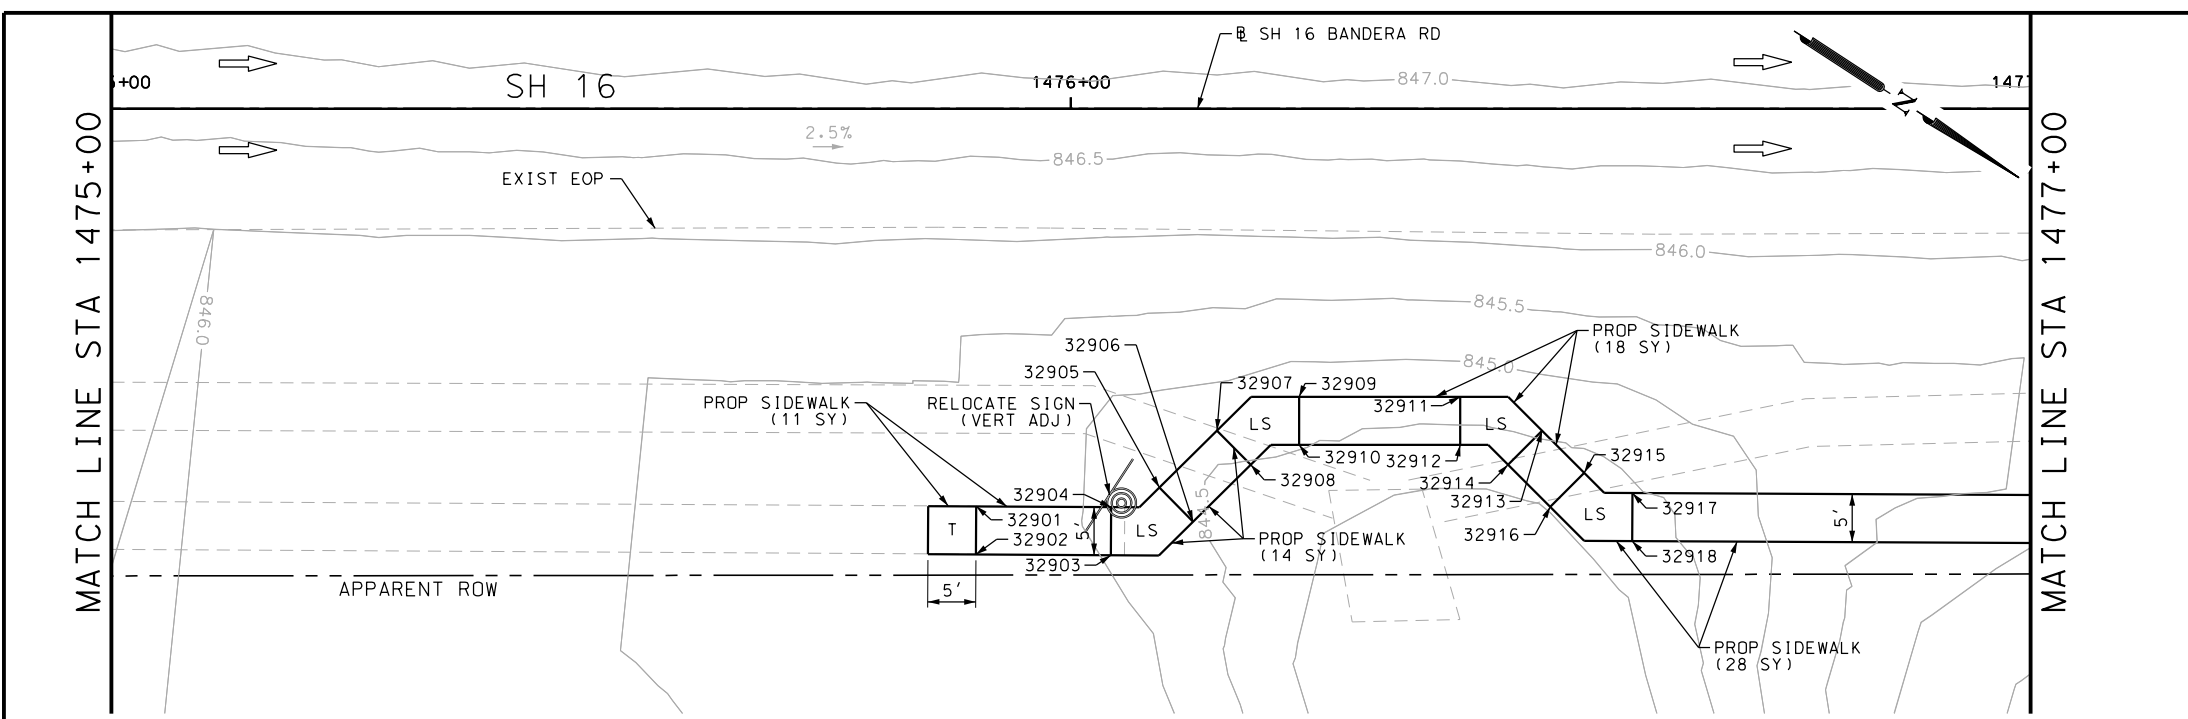 ℄ SH 16 BANDERA RD
+00
SH 16
1476+00
847.0
1477
N
2.5%
846.5
EXIST EOP
846.0
846.0
845.5
845.0
844.5
MATCH LINE STA 1475+00
MATCH LINE STA 1477+00
PROP SIDEWALK
(18 SY)
32906
32905
32907
32909
32911
PROP SIDEWALK
(11 SY)
RELOCATE SIGN
(VERT ADJ)
LS
LS
32910
32912
32915
32908
32914
32913
32904
32901
32902
32903
T
5'
LS
32916
LS
32917
32918
5'
PROP SIDEWALK
(14 SY)
APPARENT ROW
5'
PROP SIDEWALK
(28 SY)